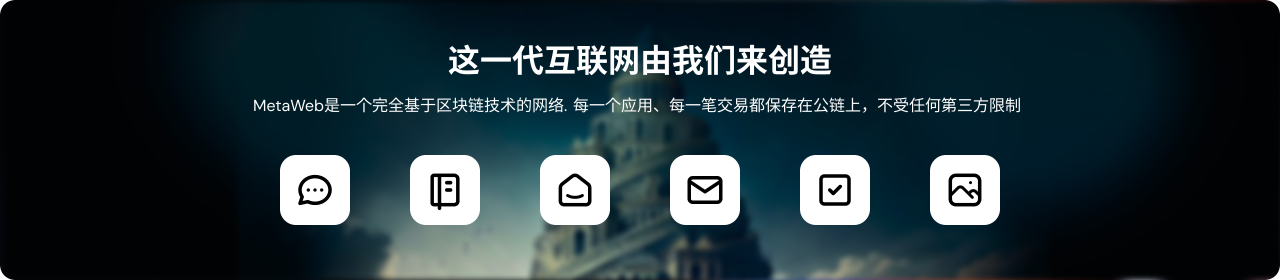 这一代互联网由我们来创造
MetaWeb是一个完全基于区块链技术的网络. 每一个应用、每一笔交易都保存在公链上，不受任何第三方限制